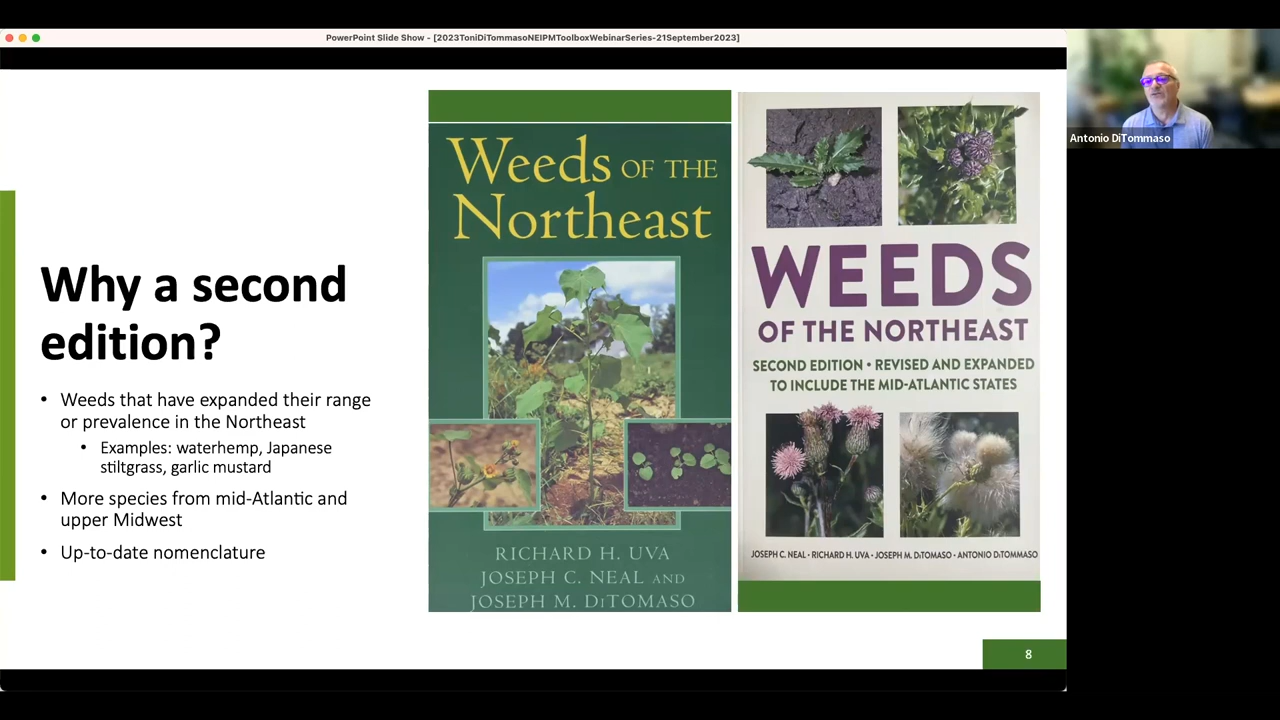 PowerPoint Slide Show - [2023ToniDiTommasoNEIPMToolboxWebinarSeries-21September2023]
Antonio DiTommaso
Why a second
edition?
• Weeds that have expanded their range
or prevalence in the Northeast
• Examples: waterhemp, Japanese
stiltgrass, garlic mustard
• More species from mid-Atlantic and
upper Midwest
• Up-to-date nomenclature
Weeds OF THE
Northeast
RICHARD H. UVA
JOSEPH C. NEAL AND
JOSEPH M. DITOMASO
WEEDS
OF THE NORTHEAST
SECOND EDITION • REVISED AND EXPANDED
TO INCLUDE THE MID-ATLANTIC STATES
JOSEPH C. NEAL • RICHARD H. UVA • JOSEPH M. DITOMASO • ANTONIO DITOMMASO
8